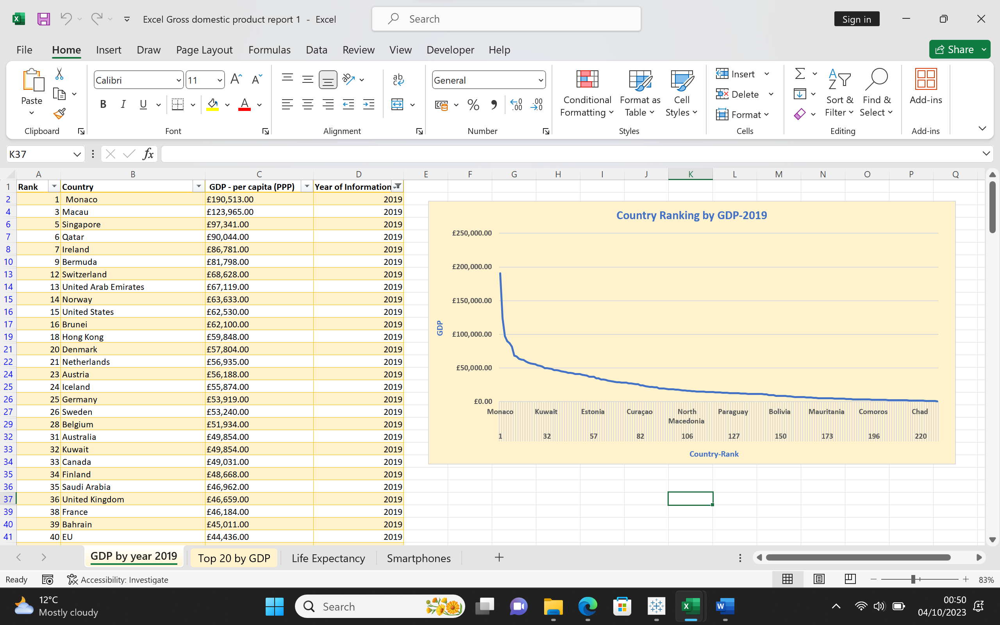 Excel Gross domestic product report 1 - Excel
Search
Sign in
File Home Insert Draw Page Layout Formulas Data Review View Developer Help
Share
Paste
Calibri 11
B I U
General
Conditional Formatting
Format as Table
Cell Styles
Insert
Delete
Format
Sort & Filter
Find & Select
Add-ins
Clipboard Font Alignment Number Styles Cells Editing Add-ins
K37 fx
A B C D E F G H I J K L M N O P Q
1 Rank Country GDP - per capita (PPP) Year of Information
2 1 Monaco £190,513.00 2019
4 3 Macau £123,965.00 2019
6 5 Singapore £97,341.00 2019
7 6 Qatar £90,044.00 2019
8 7 Ireland £86,781.00 2019
10 9 Bermuda £81,798.00 2019
13 12 Switzerland £68,628.00 2019
14 13 United Arab Emirates £67,119.00 2019
15 14 Norway £63,633.00 2019
16 15 United States £62,530.00 2019
17 16 Brunei £62,100.00 2019
19 18 Hong Kong £59,848.00 2019
21 20 Denmark £57,804.00 2019
22 21 Netherlands £56,935.00 2019
24 23 Austria £56,188.00 2019
25 24 Iceland £55,874.00 2019
26 25 Germany £53,919.00 2019
27 26 Sweden £53,240.00 2019
29 28 Belgium £51,934.00 2019
32 31 Australia £49,854.00 2019
33 32 Kuwait £49,854.00 2019
34 33 Canada £49,031.00 2019
35 34 Finland £48,668.00 2019
36 35 Saudi Arabia £46,962.00 2019
37 36 United Kingdom £46,659.00 2019
39 38 France £46,184.00 2019
40 39 Bahrain £45,011.00 2019
41 40 EU £44,436.00 2019
Country Ranking by GDP-2019
£250,000.00
£200,000.00
£150,000.00
£100,000.00
£50,000.00
£0.00
GDP
Monaco Kuwait Estonia Curaçao North Macedonia Paraguay Bolivia Mauritania Comoros Chad
1 32 57 82 106 127 150 173 196 220
Country-Rank
GDP by year 2019 Top 20 by GDP Life Expectancy Smartphones
Ready Accessibility: Investigate
83%
12°C
Mostly cloudy
Search
00:50
04/10/2023